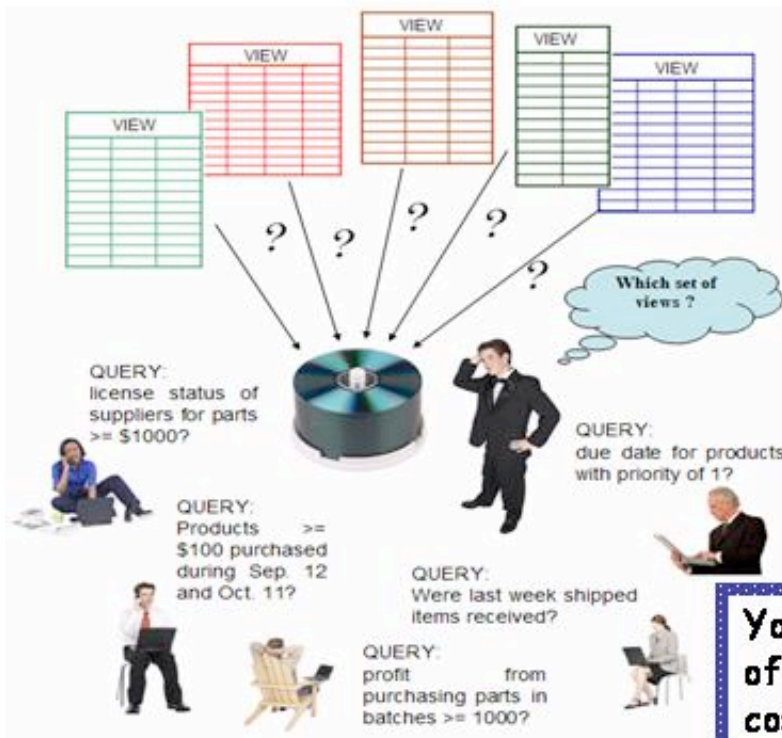 VIEW
VIEW
VIEW
VIEW
VIEW
?
?
?
?
?
Which set of
views ?
QUERY:
license status of
suppliers for parts
>= $1000?
QUERY:
due date for products
with priority of 1?
QUERY:
Products >=
$100 purchased
during Sep. 12
and Oct. 11?
QUERY:
Were last week shipped
items received?
QUERY:
profit from
purchasing parts in
batches >= 1000?
of